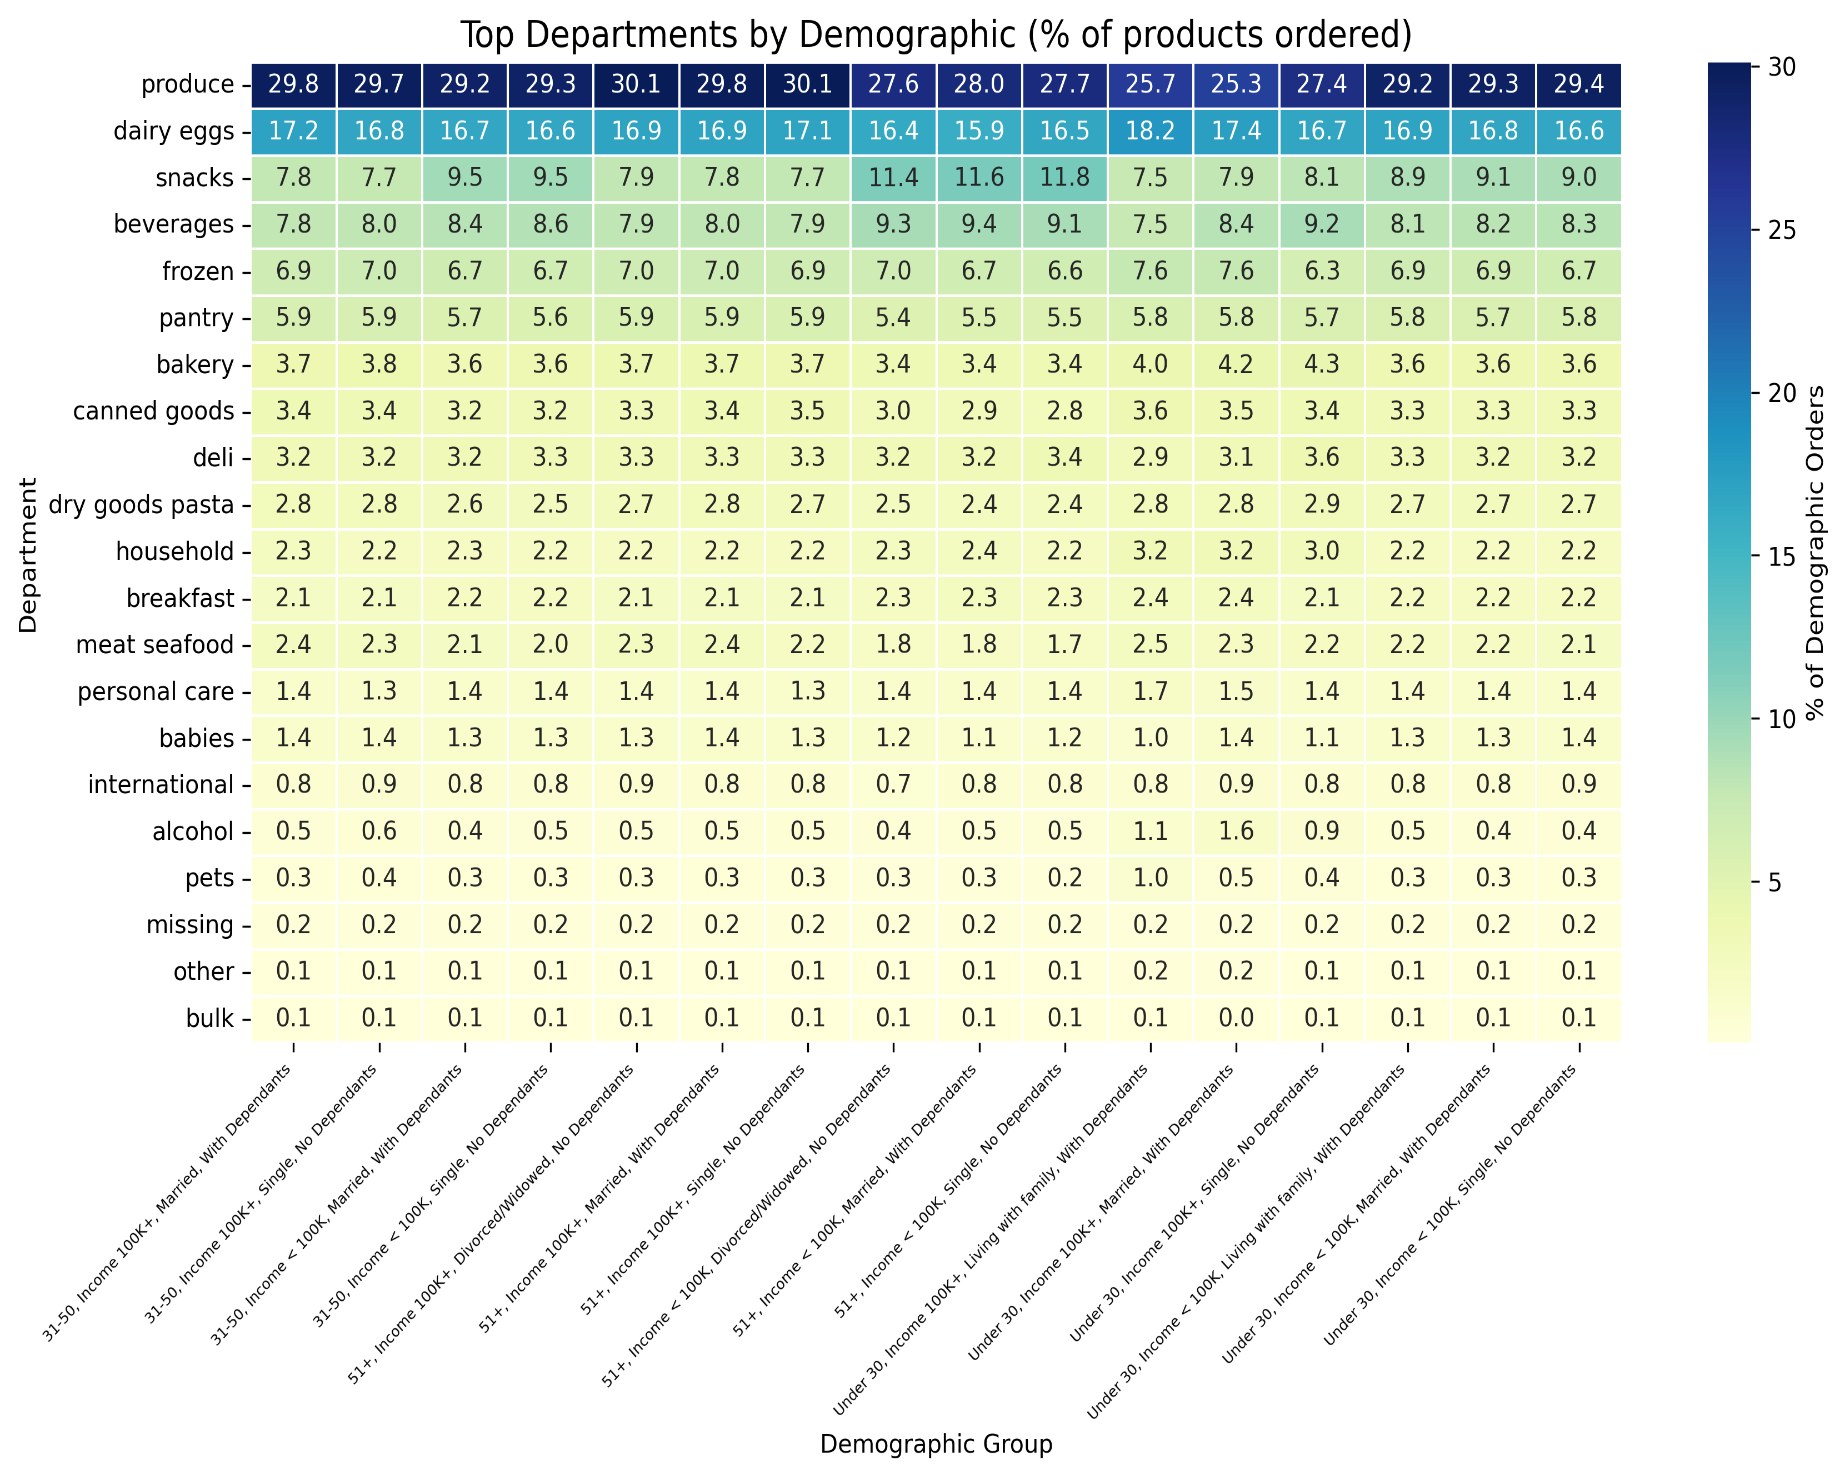 Top Departments by Demographic (% of products ordered)
produce 29.8 29.7 29.2 29.3 30.1 29.8 30.1 27.6 28.0 27.7 25.7 25.3 27.4 29.2 29.3 29.4
dairy eggs 17.2 16.8 16.7 16.6 16.9 16.9 17.1 16.4 15.9 16.5 18.2 17.4 16.7 16.9 16.8 16.6
snacks 7.8 7.7 9.5 9.5 7.9 7.8 7.7 11.4 11.6 11.8 7.5 7.9 8.1 8.9 9.1 9.0
beverages 7.8 8.0 8.4 8.6 7.9 8.0 7.9 9.3 9.4 9.1 7.5 8.4 9.2 8.1 8.2 8.3
frozen 6.9 7.0 6.7 6.7 7.0 7.0 6.9 7.0 6.7 6.6 7.6 7.6 6.3 6.9 6.9 6.7
pantry 5.9 5.9 5.7 5.6 5.9 5.9 5.9 5.4 5.5 5.5 5.8 5.8 5.7 5.8 5.7 5.8
bakery 3.7 3.8 3.6 3.6 3.7 3.7 3.7 3.4 3.4 3.4 4.0 4.2 4.3 3.6 3.6 3.6
canned goods 3.4 3.4 3.2 3.2 3.3 3.4 3.5 3.0 2.9 2.8 3.6 3.5 3.4 3.3 3.3 3.3
deli 3.2 3.2 3.2 3.3 3.3 3.3 3.3 3.2 3.2 3.4 2.9 3.1 3.6 3.3 3.2 3.2
dry goods pasta 2.8 2.8 2.6 2.5 2.7 2.8 2.7 2.5 2.4 2.4 2.8 2.8 2.9 2.7 2.7 2.7
household 2.3 2.2 2.3 2.2 2.2 2.2 2.2 2.3 2.4 2.2 3.2 3.2 3.0 2.2 2.2 2.2
breakfast 2.1 2.1 2.2 2.2 2.1 2.1 2.1 2.3 2.3 2.3 2.4 2.4 2.1 2.2 2.2 2.2
meat seafood 2.4 2.3 2.1 2.0 2.3 2.4 2.2 1.8 1.8 1.7 2.5 2.3 2.2 2.2 2.2 2.1
personal care 1.4 1.3 1.4 1.4 1.4 1.4 1.3 1.4 1.4 1.4 1.7 1.5 1.4 1.4 1.4 1.4
babies 1.4 1.4 1.3 1.3 1.3 1.4 1.3 1.2 1.1 1.2 1.0 1.4 1.1 1.3 1.3 1.4
international 0.8 0.9 0.8 0.8 0.9 0.8 0.8 0.7 0.8 0.8 0.8 0.9 0.8 0.8 0.8 0.9
alcohol 0.5 0.6 0.4 0.5 0.5 0.5 0.5 0.4 0.5 0.5 1.1 1.6 0.9 0.5 0.4 0.4
pets 0.3 0.4 0.3 0.3 0.3 0.3 0.3 0.3 0.3 0.2 1.0 0.5 0.4 0.3 0.3 0.3
missing 0.2 0.2 0.2 0.2 0.2 0.2 0.2 0.2 0.2 0.2 0.2 0.2 0.2 0.2 0.2 0.2
other 0.1 0.1 0.1 0.1 0.1 0.1 0.1 0.1 0.1 0.1 0.2 0.2 0.1 0.1 0.1 0.1
bulk 0.1 0.1 0.1 0.1 0.1 0.1 0.1 0.1 0.1 0.1 0.1 0.0 0.1 0.1 0.1 0.1
Department
31-50, Income 100K+, Married, With Dependants
31-50, Income 100K+, Single, No Dependants
31-50, Income < 100K, Married, With Dependants
31-50, Income < 100K, Single, No Dependants
51+, Income 100K+, Divorced/Widowed, No Dependants
51+, Income 100K+, Married, With Dependants
51+, Income 100K+, Single, No Dependants
51+, Income < 100K, Divorced/Widowed, No Dependants
51+, Income < 100K, Married, With Dependants
51+, Income < 100K, Single, No Dependants
Under 30, Income 100K+, Living with family, With Dependants
Under 30, Income 100K+, Married, With Dependants
Under 30, Income 100K+, Single, No Dependants
Under 30, Income < 100K, Living with family, With Dependants
Under 30, Income < 100K, Married, With Dependants
Under 30, Income < 100K, Single, No Dependants
Demographic Group
30
25
20
15
10
5
% of Demographic Orders